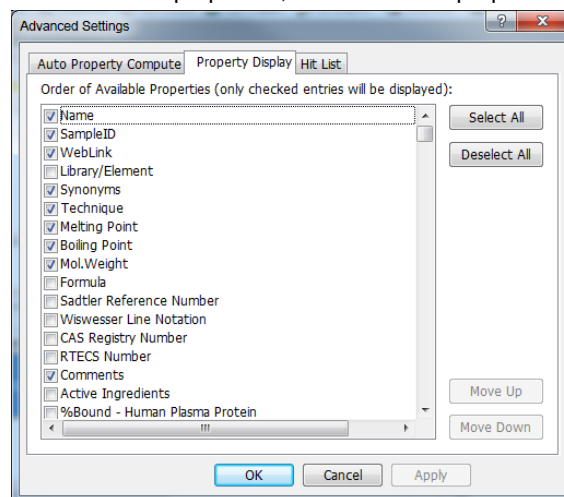 Advanced Settings
Auto Property Compute Property Display Hit List
Order of Available Properties (only checked entries will be displayed):
Name
SampleID
WebLink
Library/Element
Synonyms
Technique
Melting Point
Boiling Point
Mol.Weight
Formula
Sadtler Reference Number
Wiswesser Line Notation
CAS Registry Number
RTECS Number
Comments
Active Ingredients
%Bound - Human Plasma Protein
Select All
Deselect All
Move Up
Move Down
OK Cancel Apply